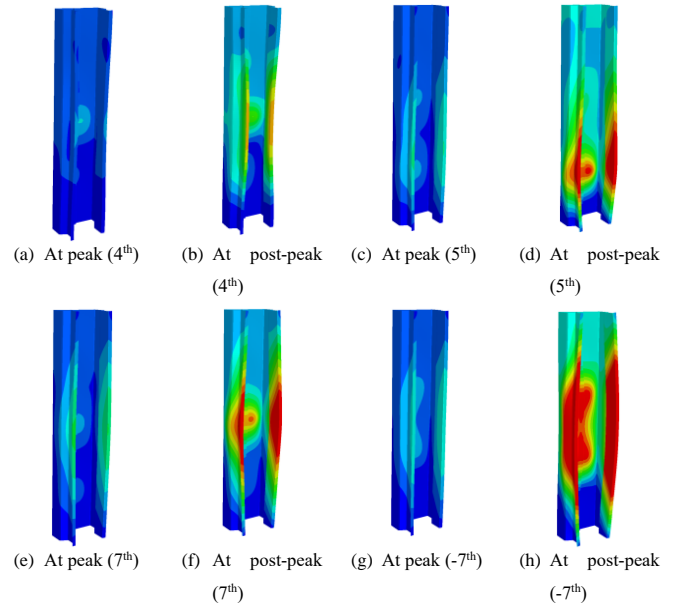 (a) At peak (4th)
(b) At post-peak (4th)
(c) At peak (5th)
(d) At post-peak (5th)
(e) At peak (7th)
(f) At post-peak (7th)
(g) At peak (-7th)
(h) At post-peak (-7th)